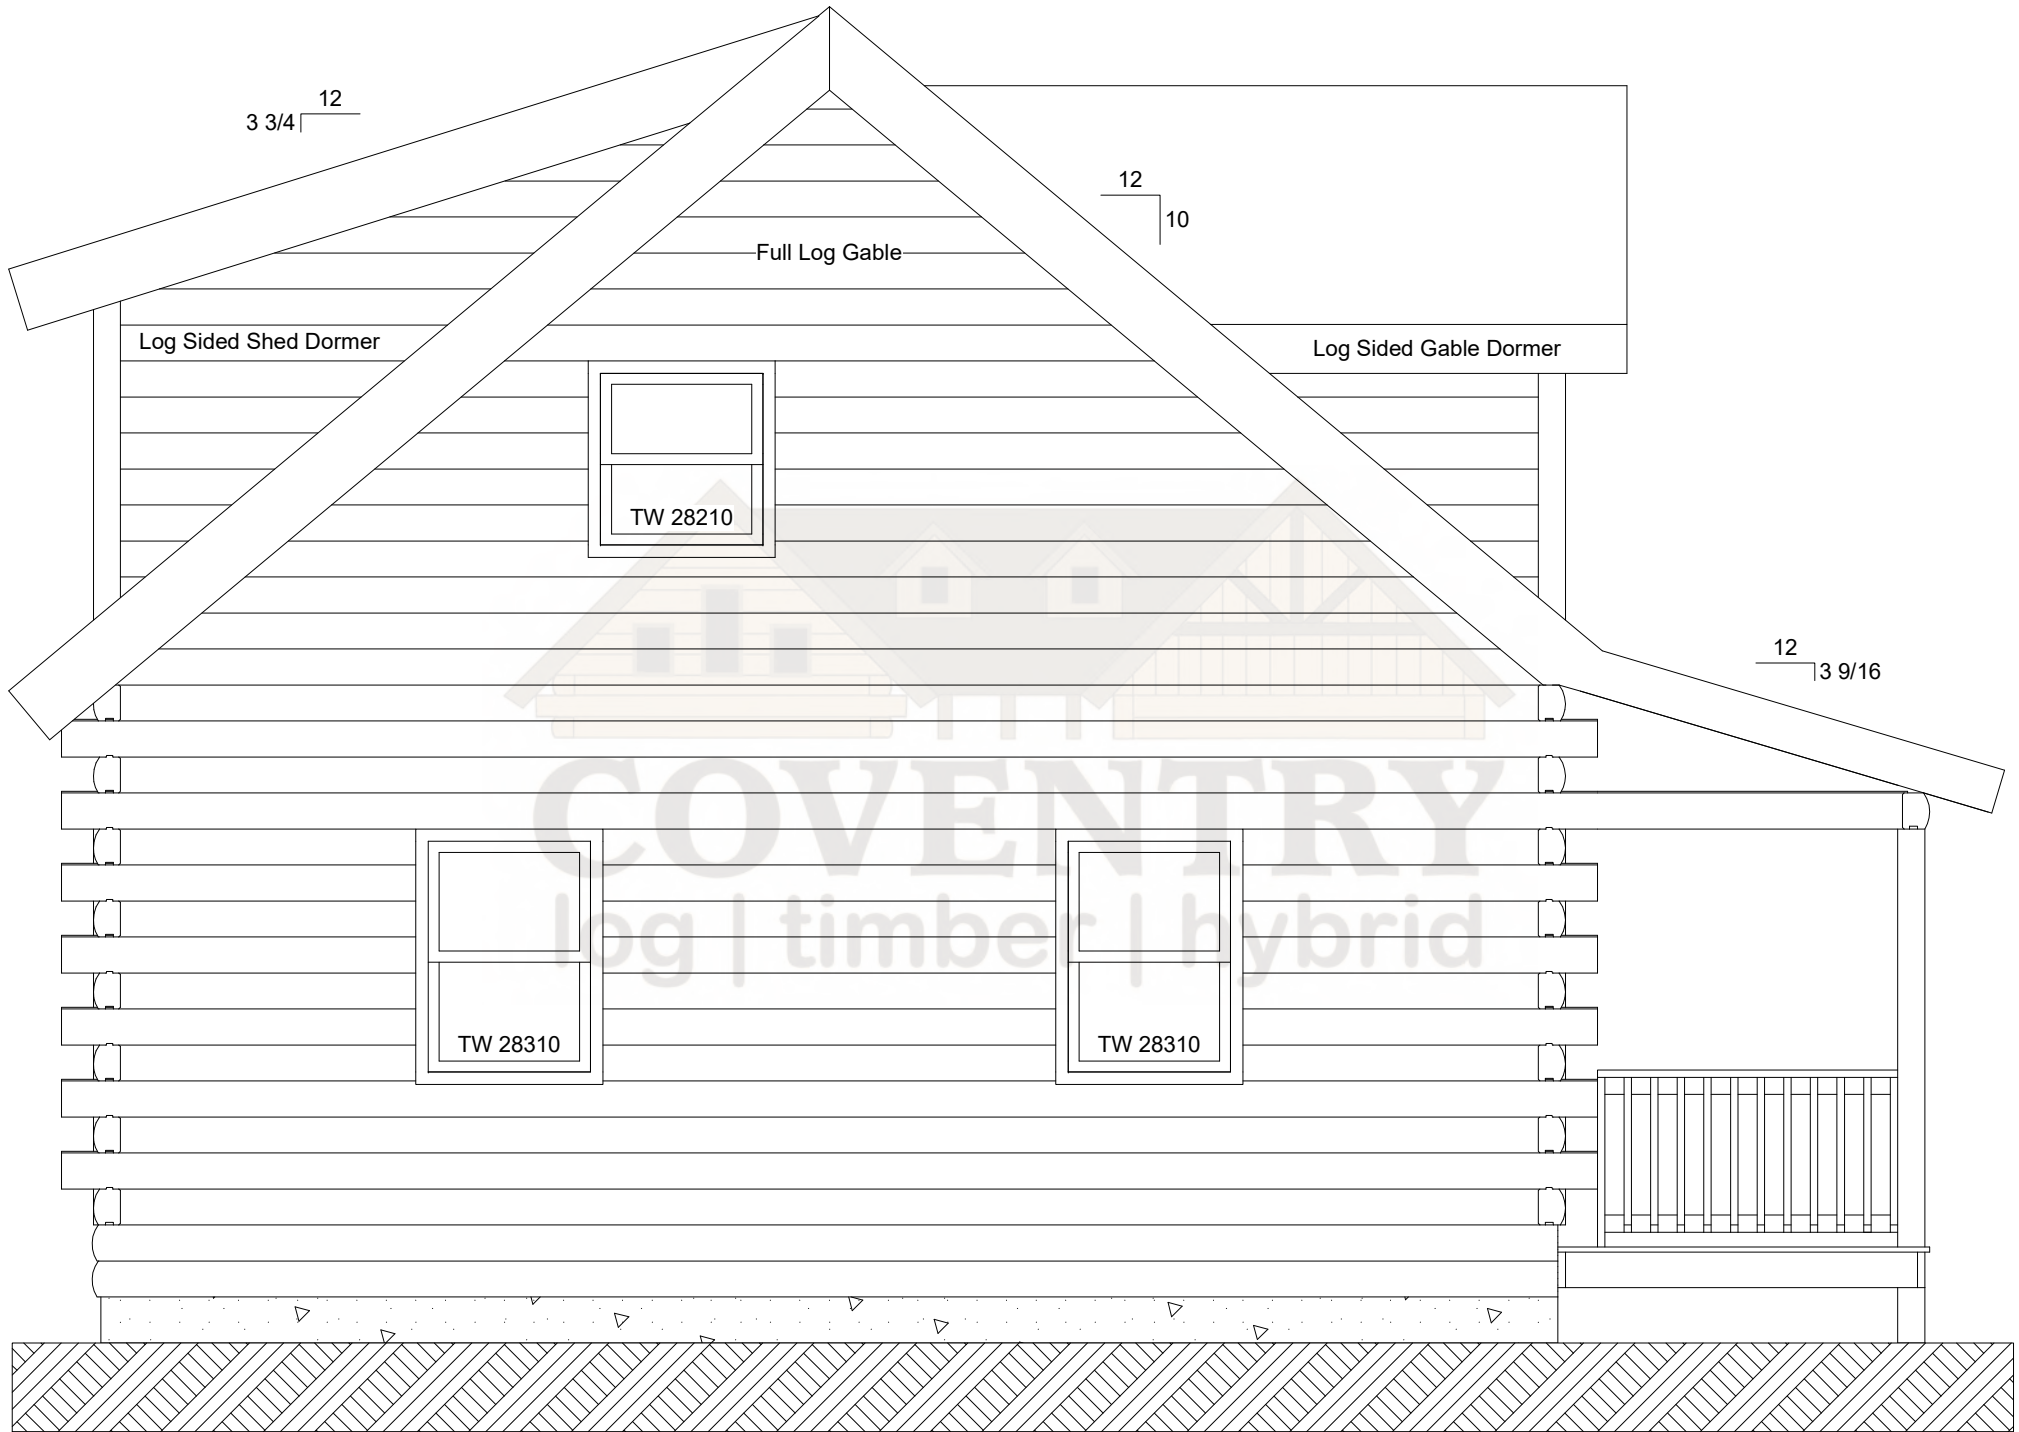 12
3 3/4
12
10
Full Log Gable
Log Sided Shed Dormer
Log Sided Gable Dormer
TW 28210
12
3 9/16
COVENTRY
log | timber | hybrid
TW 28310
TW 28310